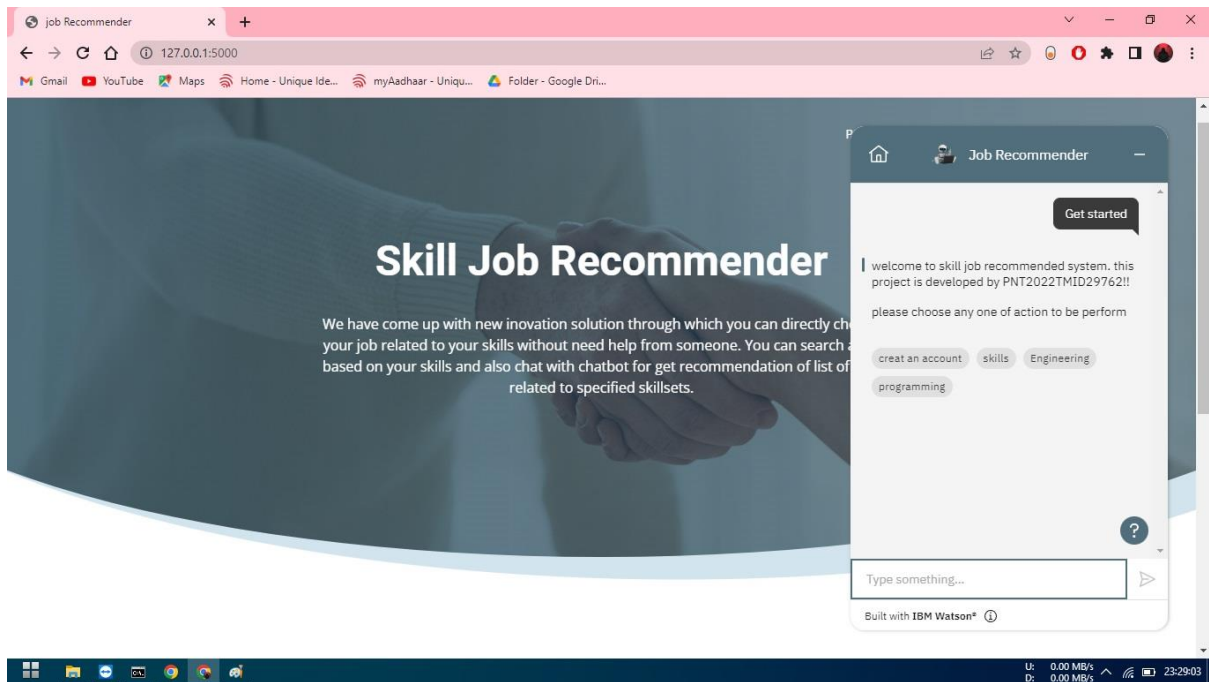 job Recommender
127.0.0.1:5000
Gmail YouTube Maps Home - Unique Ide... myAadhaar - Uniqu... Folder - Google Dri...
Skill Job Recommender
We have come up with new inovation solution through which you can directly
your job related to your skills without need help from someone. You can search
based on your skills and also chat with chatbot for get recommendation of list of
related to specified skillsets.
Job Recommender
Get started
welcome to skill job recommended system. this
project is developed by PNT2022TMID29762!!
please choose any one of action to be perform
creat an account skills Engineering
programming
?
Type something...
Built with IBM Watson®
U: 0.00 MB/s
D: 0.00 MB/s
23:29:03